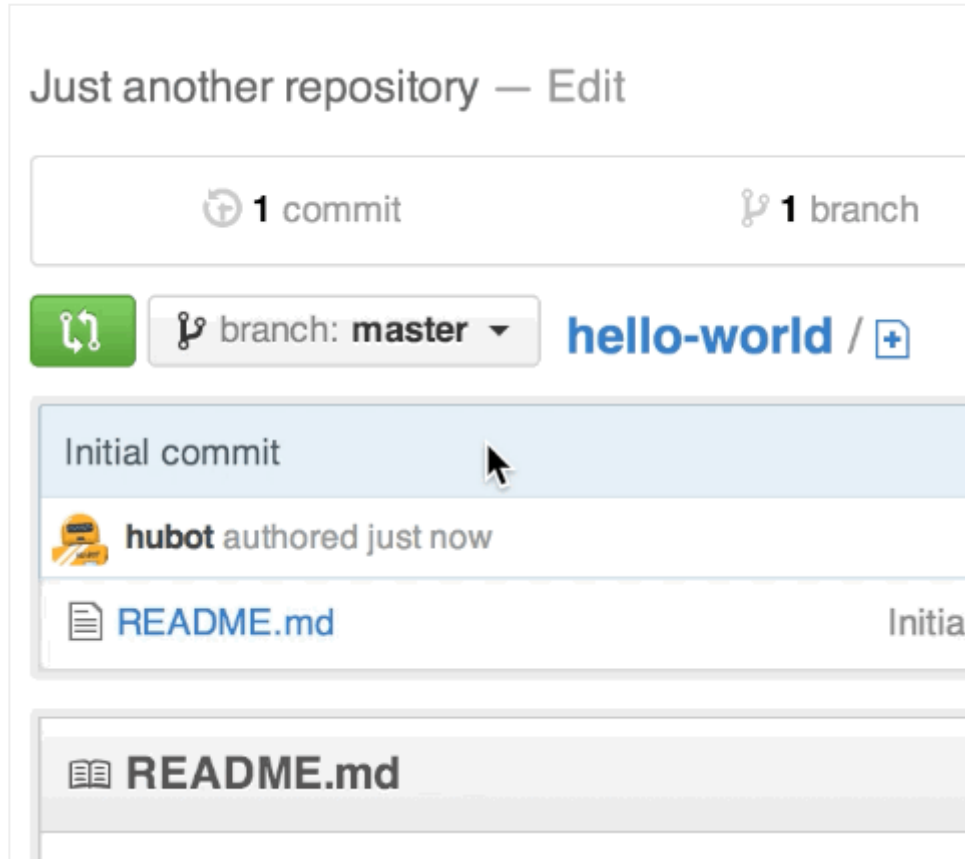 Just another repository — Edit
1 commit 1 branch
branch: master hello-world /
Initial commit
hubot authored just now
README.md Initia
README.md